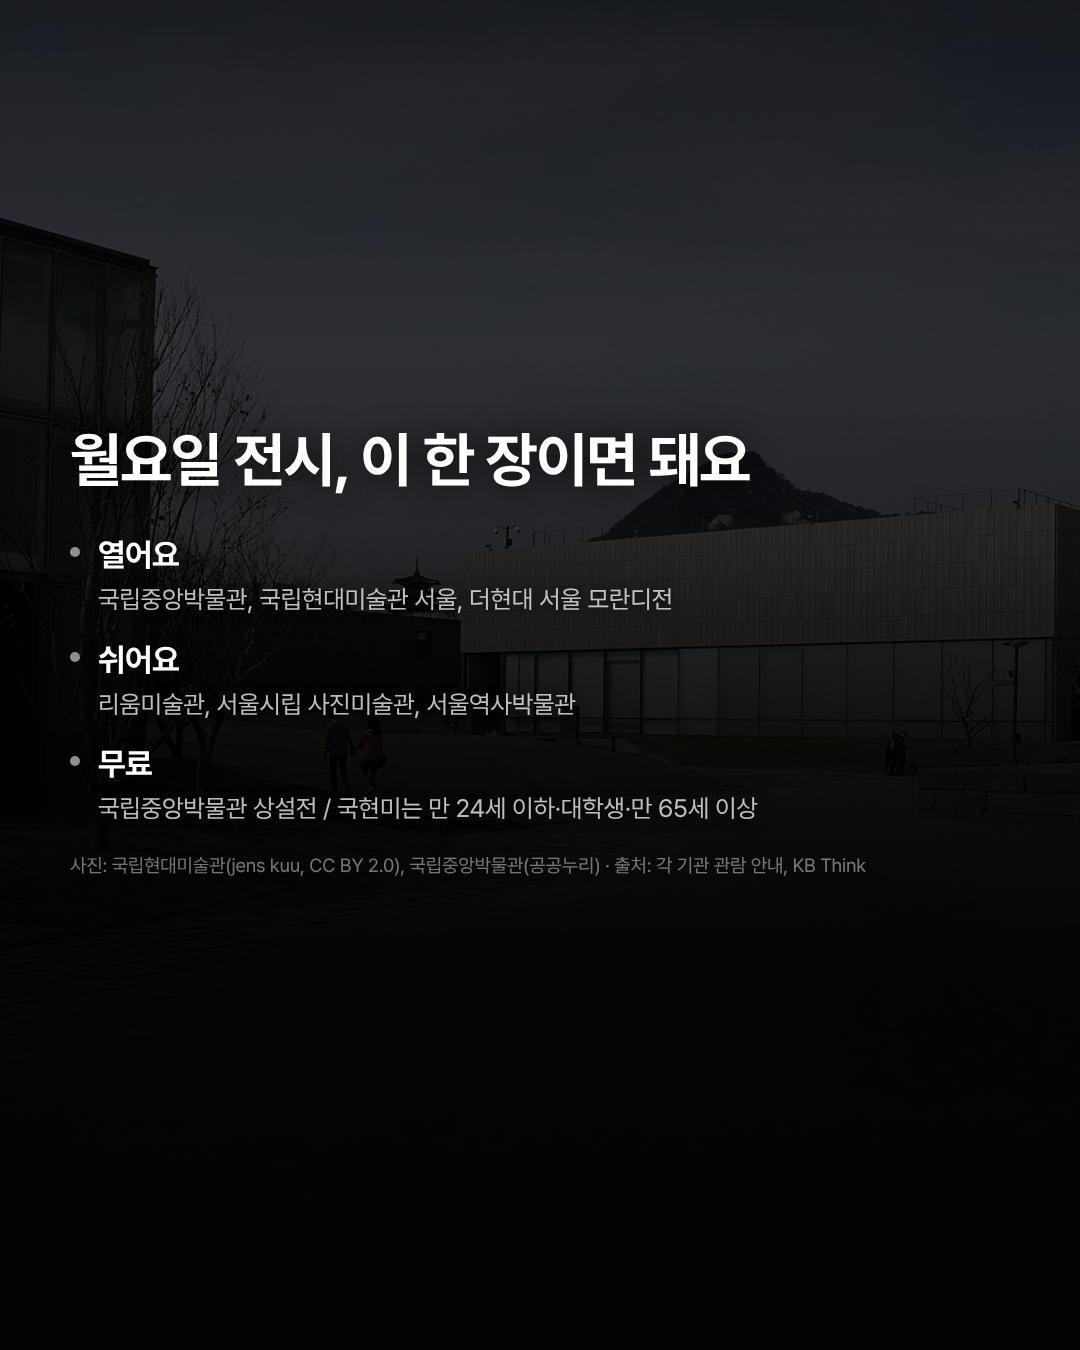 월요일 전시, 이 한 장이면 돼요
• 열어요
국립중앙박물관, 국립현대미술관 서울, 더현대 서울 모란디전
• 쉬어요
리움미술관, 서울시립 사진미술관, 서울역사박물관
• 무료
국립중앙박물관 상설전 / 국현미는 만 24세 이하·대학생·만 65세 이상
사진: 국립현대미술관(jens kuu, CC BY 2.0), 국립중앙박물관(공공누리) · 출처: 각 기관 관람 안내, KB Think